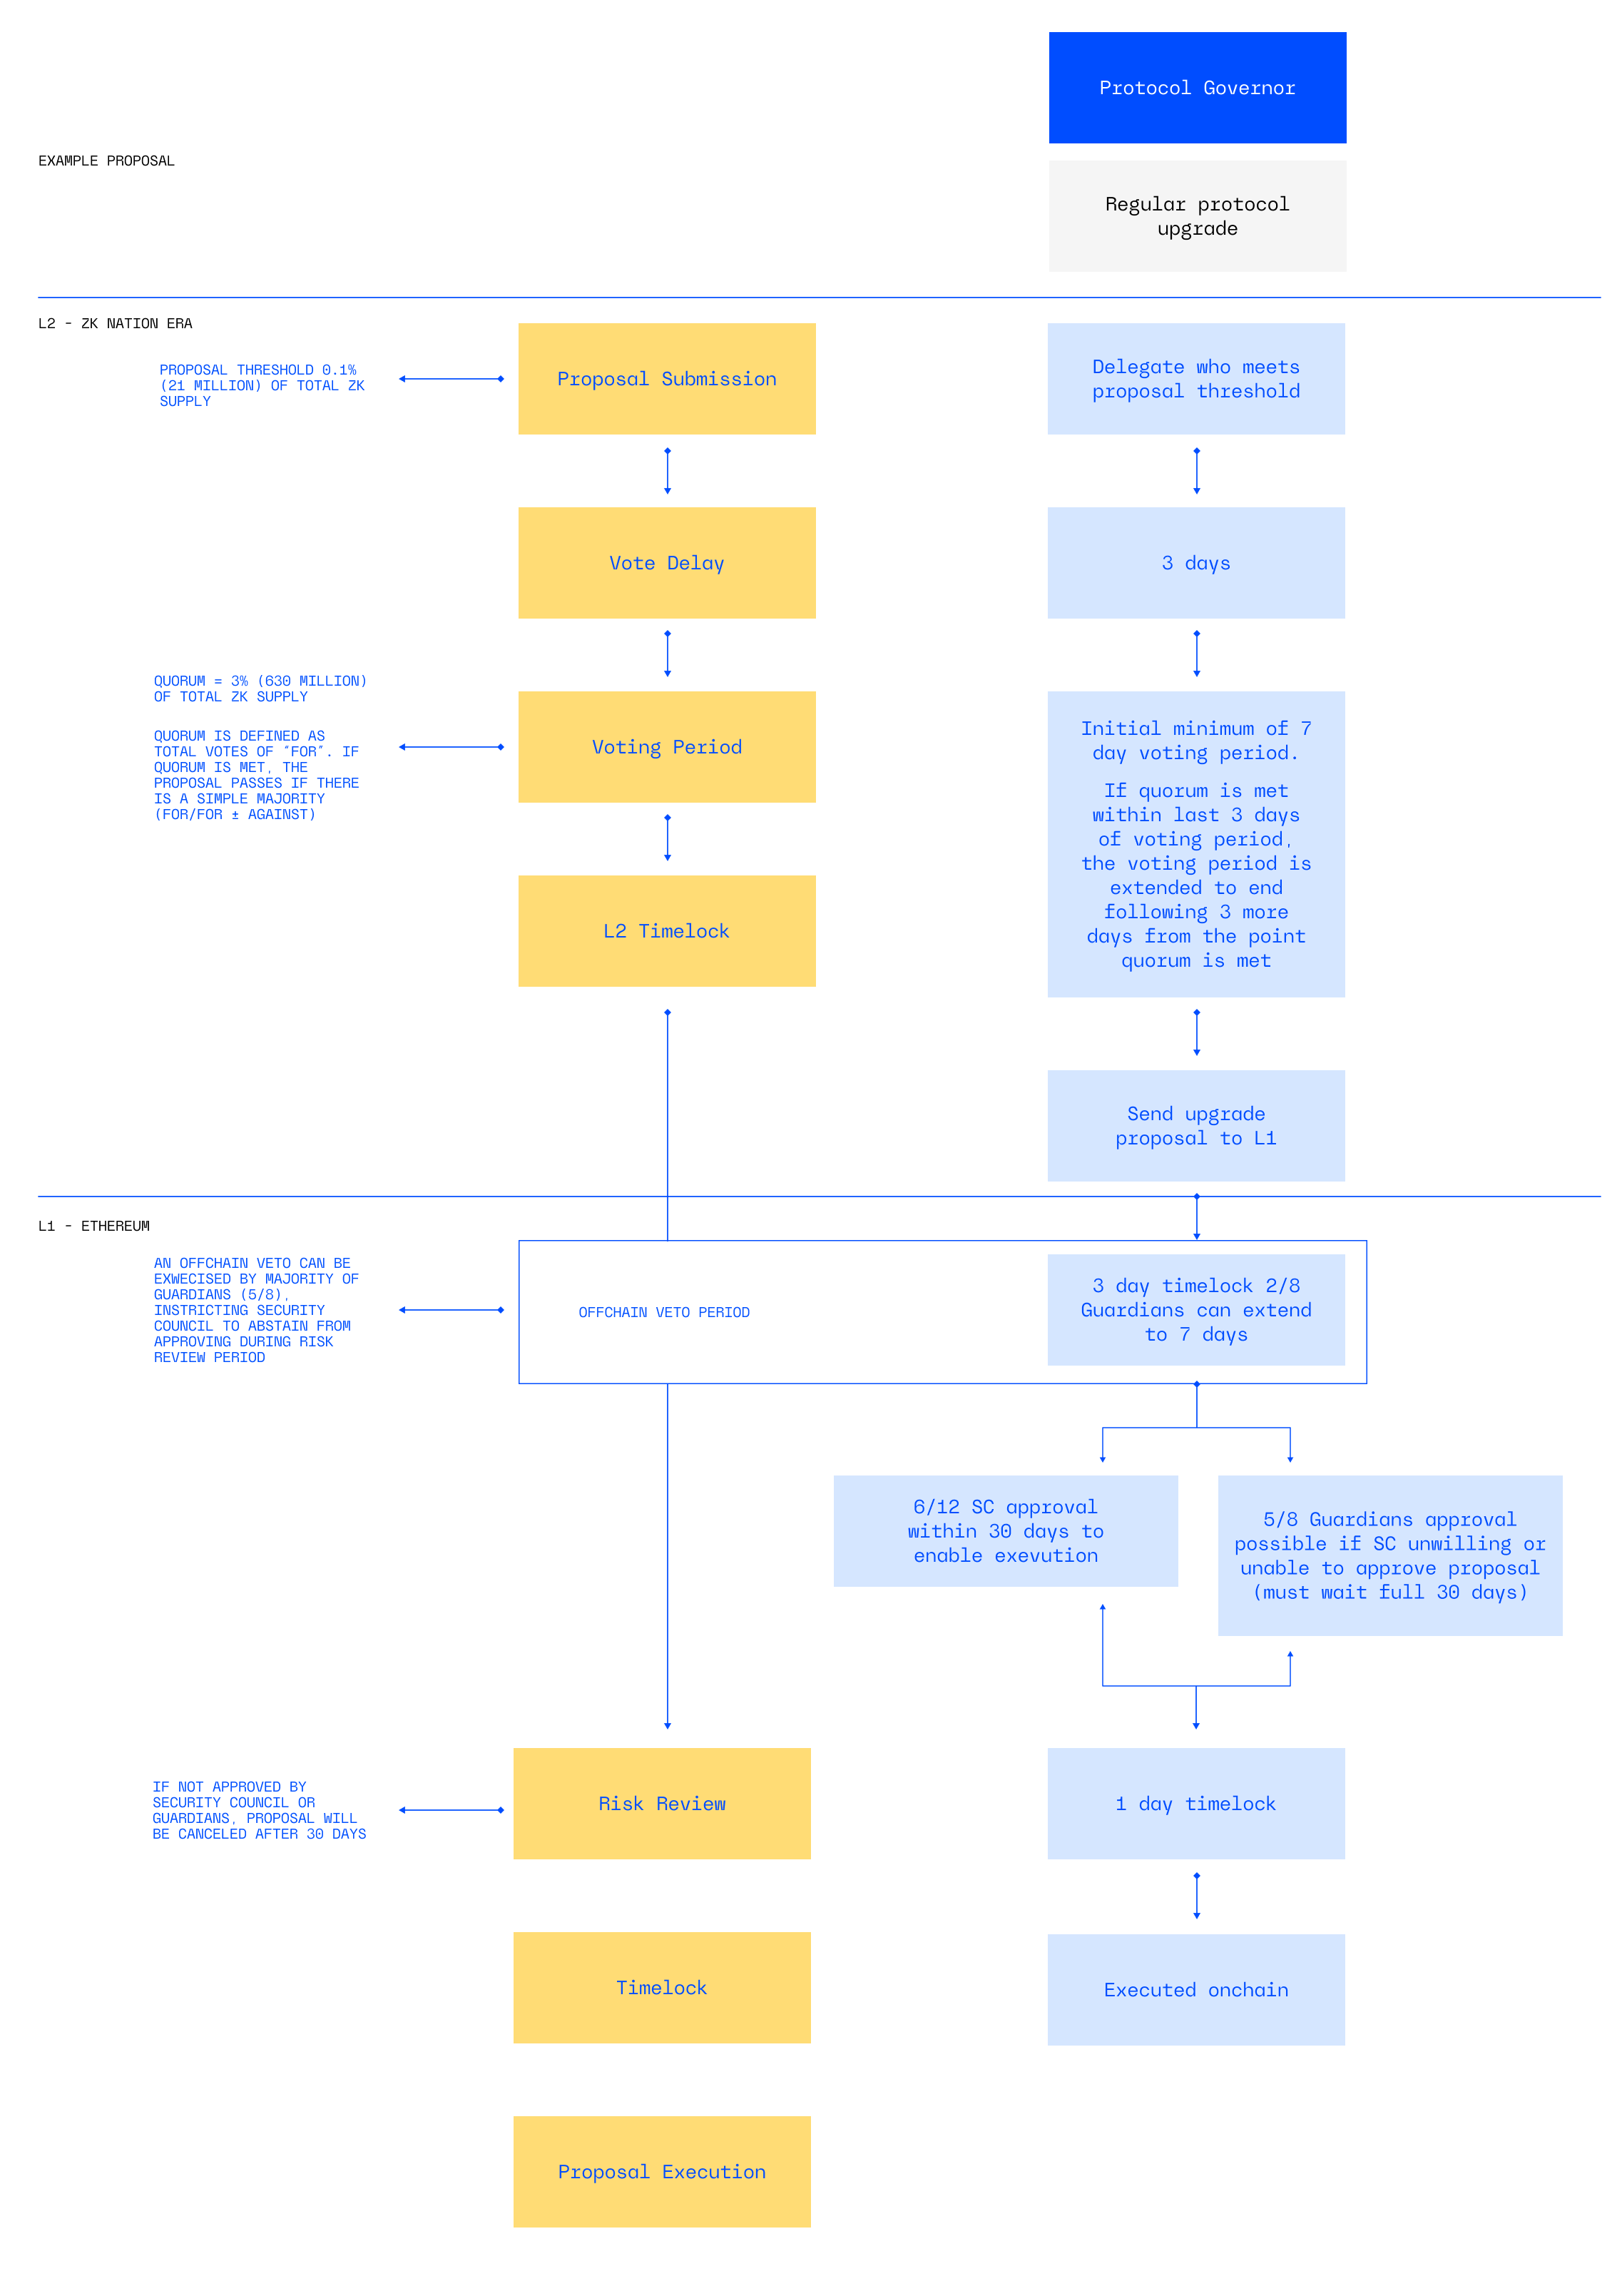 Protocol Governor
EXAMPLE PROPOSAL
Regular protocol
upgrade
L2 - ZK NATION ERA
PROPOSAL THRESHOLD 0.1%
(21 MILLION) OF TOTAL ZK
SUPPLY
Proposal Submission
Delegate who meets
proposal threshold
Vote Delay
3 days
QUORUM = 3% (630 MILLION)
OF TOTAL ZK SUPPLY
QUORUM IS DEFINED AS
TOTAL VOTES OF "FOR". IF
QUORUM IS MET, THE
PROPOSAL PASSES IF THERE
IS A SIMPLE MAJORITY
(FOR/FOR ± AGAINST)
Voting Period
Initial minimum of 7
day voting period.
If quorum is met
within last 3 days
of voting period,
the voting period is
extended to end
following 3 more
days from the point
quorum is met
L2 Timelock
Send upgrade
proposal to L1
L1 - ETHEREUM
AN OFFCHAIN VETO CAN BE
EXWECISED BY MAJORITY OF
GUARDIANS (5/8),
INSTRICTING SECURITY
COUNCIL TO ABSTAIN FROM
APPROVING DURING RISK
REVIEW PERIOD
OFFCHAIN VETO PERIOD
3 day timelock 2/8
Guardians can extend
to 7 days
6/12 SC approval
within 30 days to
enable exevution
5/8 Guardians approval
possible if SC unwilling or
unable to approve proposal
(must wait full 30 days)
IF NOT APPROVED BY
SECURITY COUNCIL OR
GUARDIANS, PROPOSAL WILL
BE CANCELED AFTER 30 DAYS
Risk Review
1 day timelock
Timelock
Executed onchain
Proposal Execution